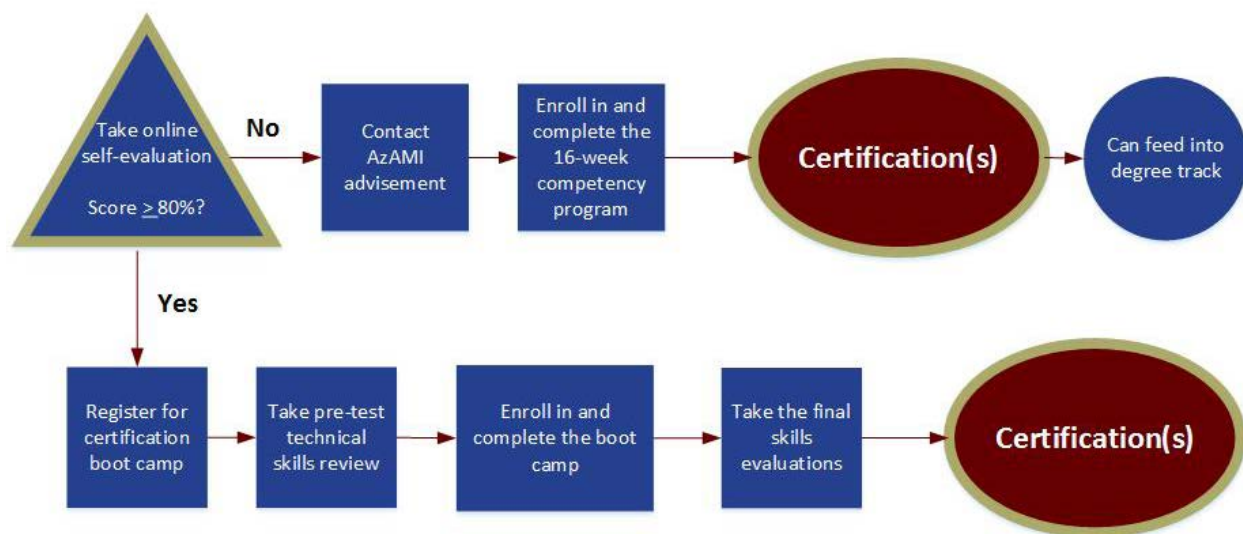 Take online
self-evaluation
Score ≥ 80%?
No
Contact
AzAMI
advisement
Enroll in and
complete the
16-week
competency
program
Certification(s)
Can feed into
degree track
Yes
Register for
certification
boot camp
Take pre-test
technical
skills review
Enroll in and
complete the boot
camp
Take the final
skills
evaluations
Certification(s)